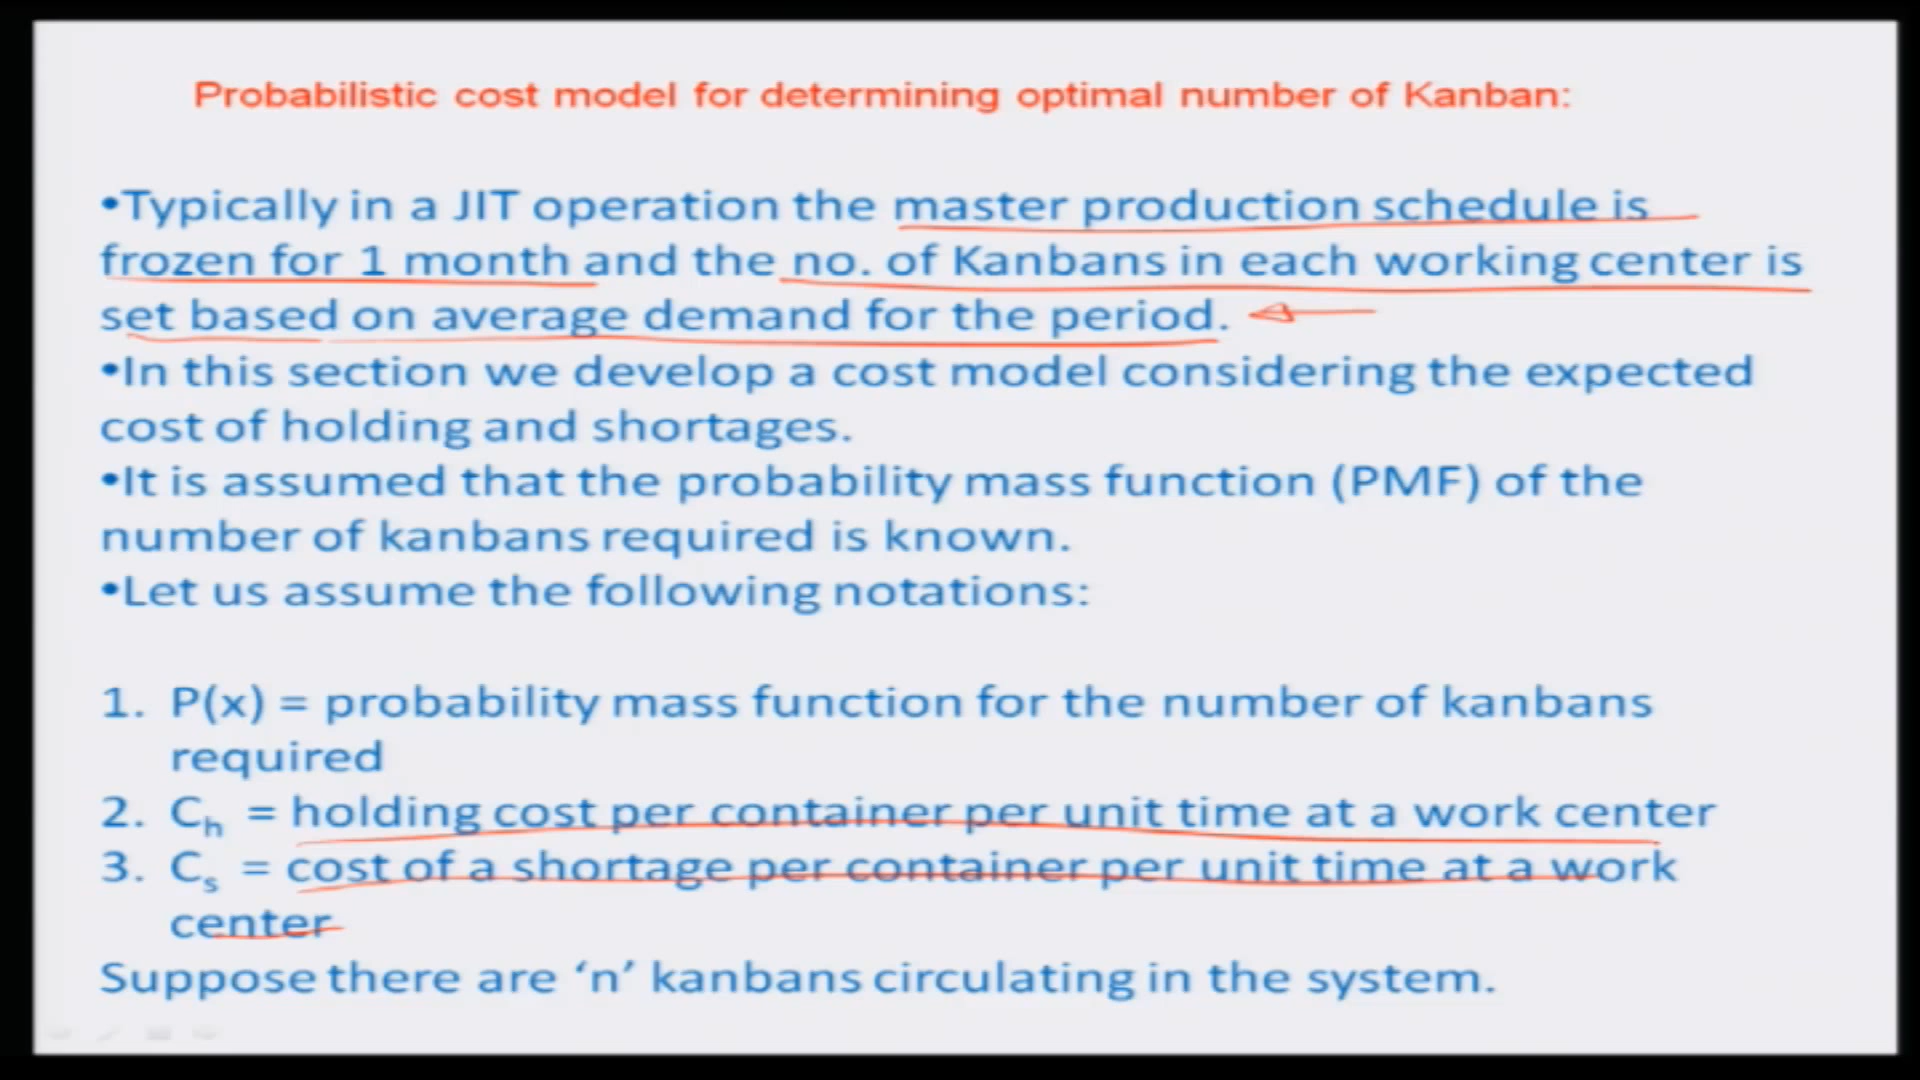 Probabilistic cost model for determining optimal number of Kanban:
•Typically in a JIT operation the master production schedule is
frozen for 1 month and the no. of Kanbans in each working center is
set based on average demand for the period.
•In this section we develop a cost model considering the expected
cost of holding and shortages.
•It is assumed that the probability mass function (PMF) of the
number of kanbans required is known.
•Let us assume the following notations:
1. P(x) = probability mass function for the number of kanbans
required
2. Ch = holding cost per container per unit time at a work center
3. Cs = cost of a shortage per container per unit time at a work
center
Suppose there are ‘n’ kanbans circulating in the system.